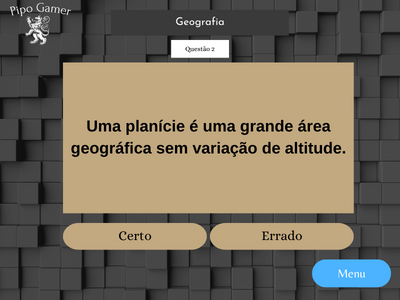 Pipo Gamer
Geografia
Questão 2
Uma planície é uma grande área
geográfica sem variação de altitude.
Certo
Errado
Menu